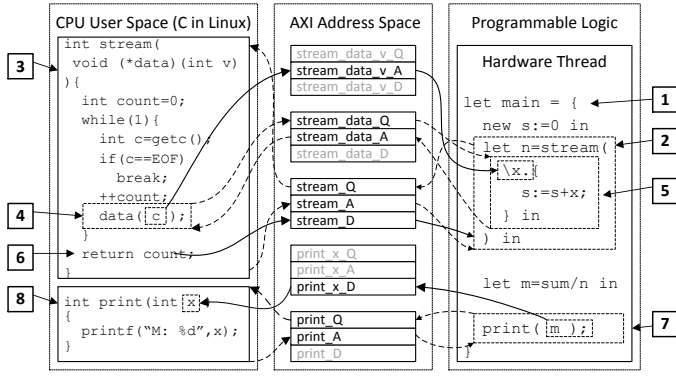 CPU User Space (C in Linux)
int stream(
void (*data)(int v)
){
int count=0;
while(1){
int c=getc();
if(c==EOF)
break;
++count;
data( c );
}
return count;
}
int print(int x
{
printf("M: %d",x);
}
3
4
6
8
AXI Address Space
stream_data_v_Q
stream_data_v_A
stream_data_v_D
stream_data_Q
stream_data_A
stream_data_D
stream_Q
stream_A
stream_D
print_x_Q
print_x_A
print_x_D
print_Q
print_A
print_D
Programmable Logic
Hardware Thread
let main = {
new s:=0 in
let n=stream(
\x.{
s:=s+x;
} in
) in
let m=sum/n in
print( m );
}
1
2
5
7